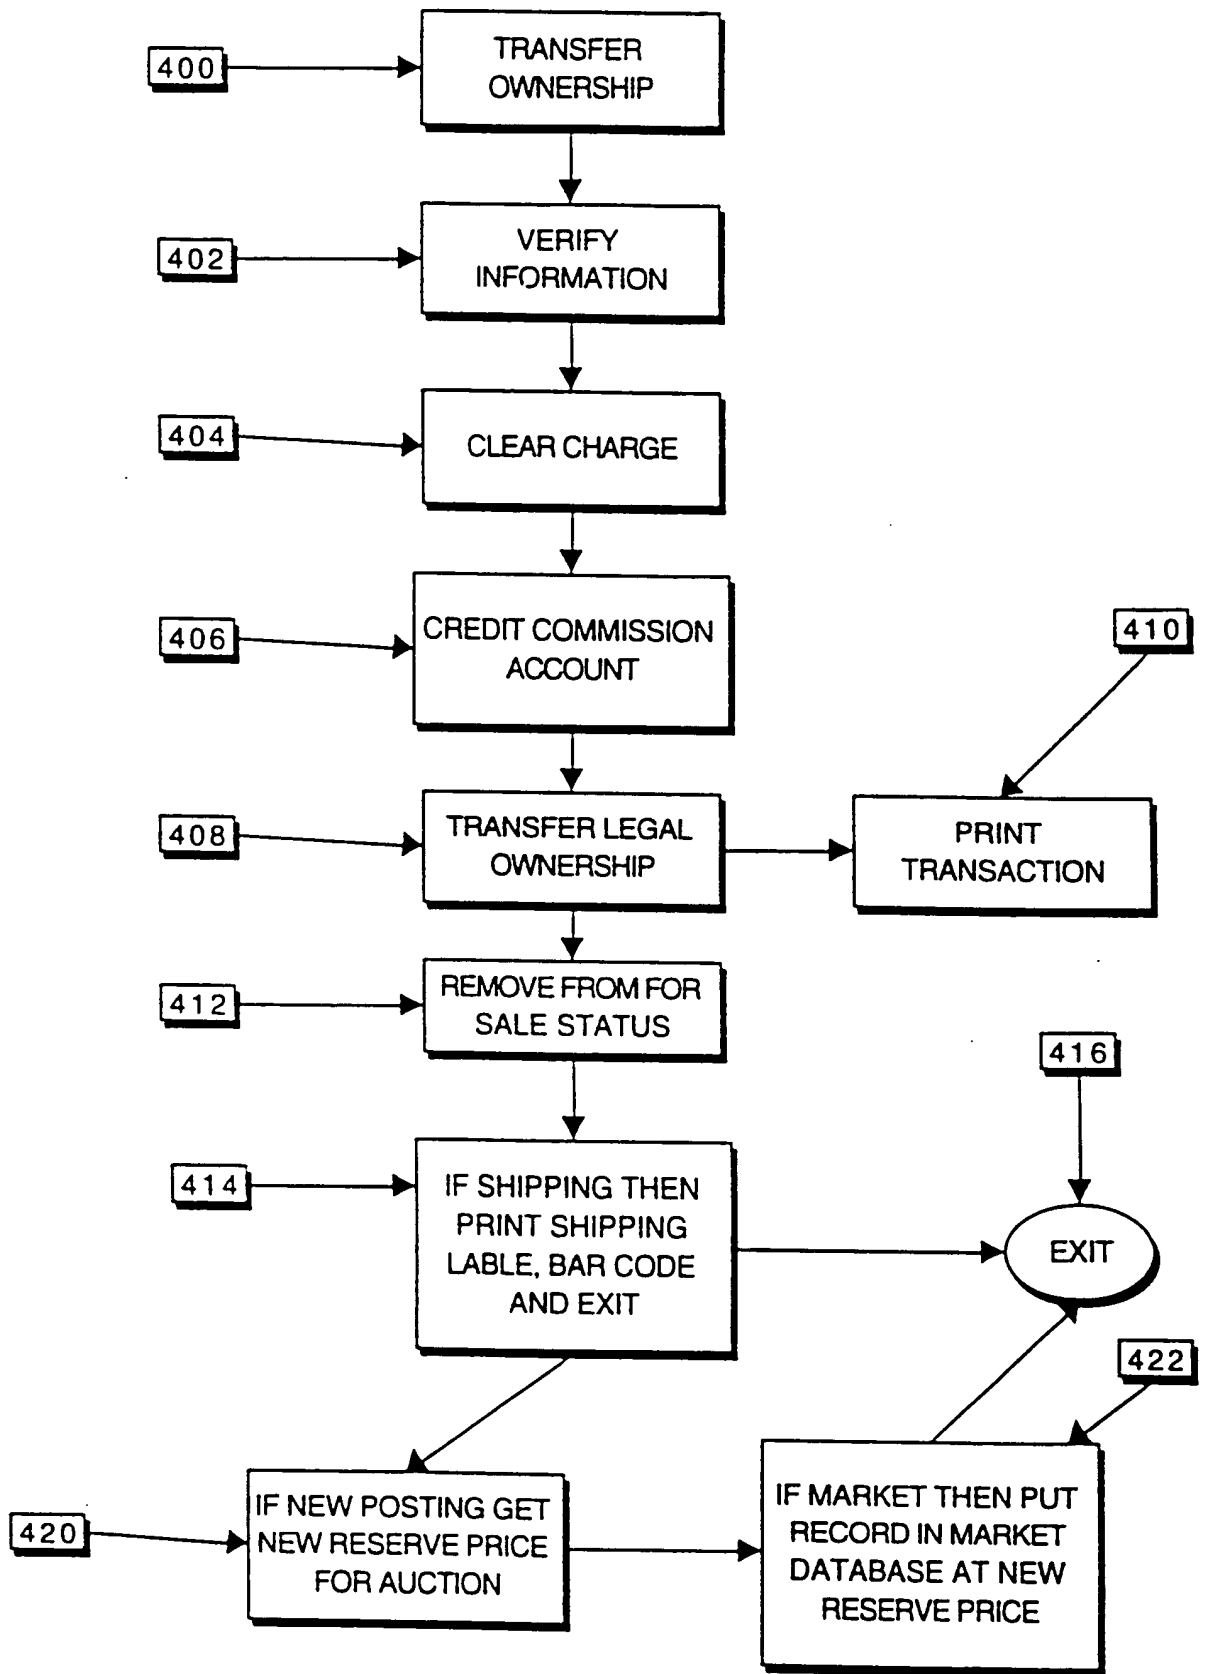 400
TRANSFER
OWNERSHIP
402
VERIFY
INFORMATION
404
CLEAR CHARGE
406
CREDIT COMMISSION
ACCOUNT
410
408
TRANSFER LEGAL
OWNERSHIP
PRINT
TRANSACTION
412
REMOVE FROM FOR
SALE STATUS
416
414
IF SHIPPING THEN
PRINT SHIPPING
LABLE, BAR CODE
AND EXIT
EXIT
422
420
IF NEW POSTING GET
NEW RESERVE PRICE
FOR AUCTION
IF MARKET THEN PUT
RECORD IN MARKET
DATABASE AT NEW
RESERVE PRICE